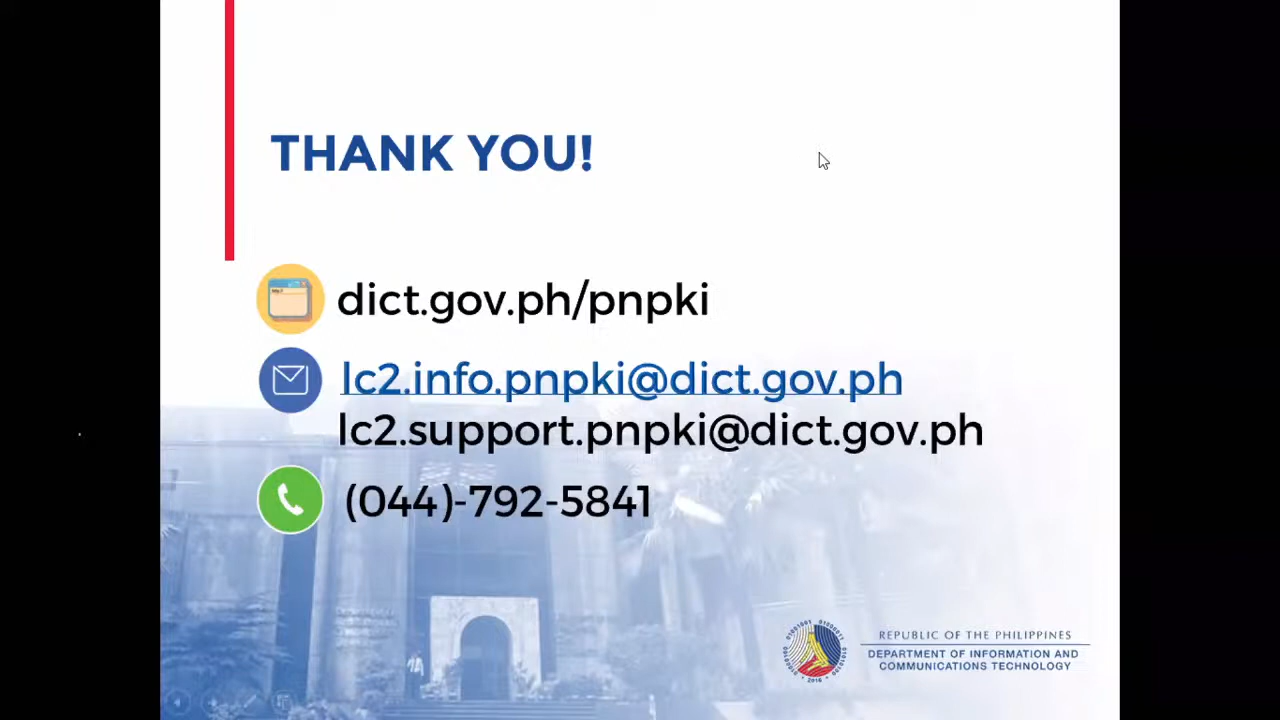 THANK YOU!
dict.gov.ph/pnpki
lc2.info.pnpki@dict.gov.ph
lc2.support.pnpki@dict.gov.ph
(044)-792-5841
REPUBLIC OF THE PHILIPPINES
DEPARTMENT OF INFORMATION AND
COMMUNICATIONS TECHNOLOGY
2016